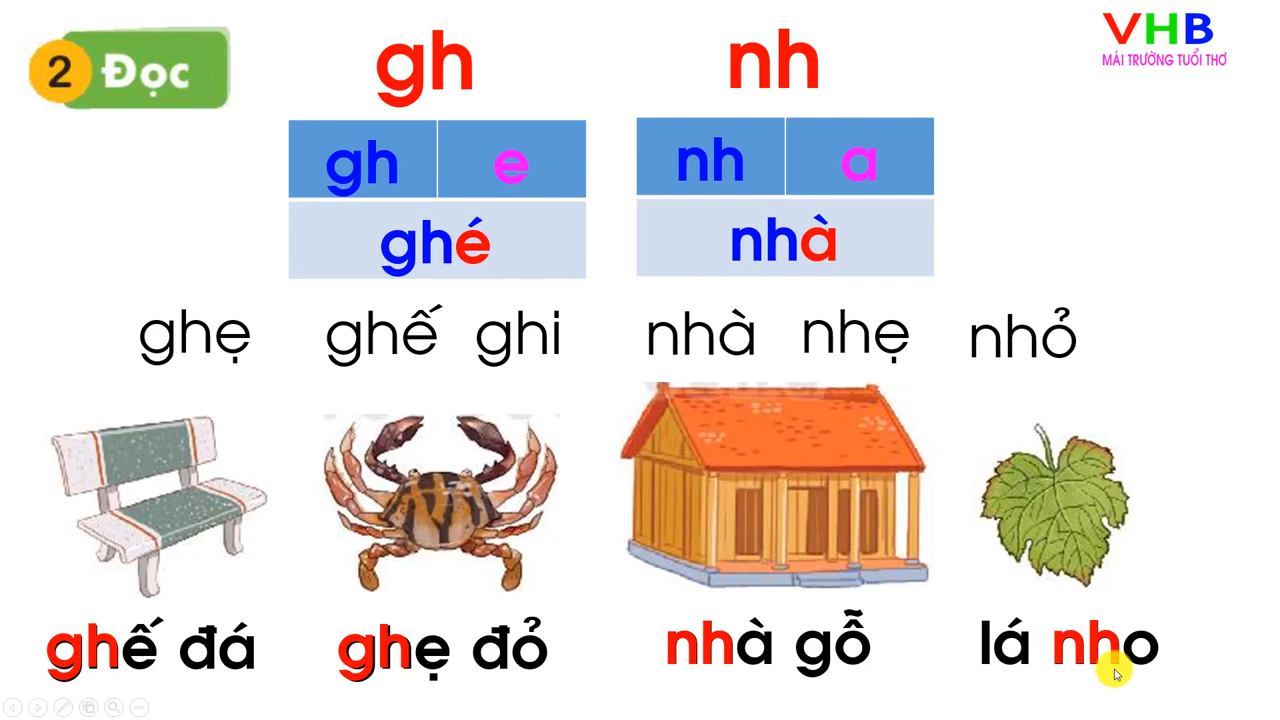 2 Đọc
gh nh
VHB
MÁI TRƯỜNG TUỔI THƠ
gh e nh a
ghé nhà
ghẹ ghế ghi nhà nhẹ nhỏ
ghế đá ghẹ đỏ nhà gỗ lá nho